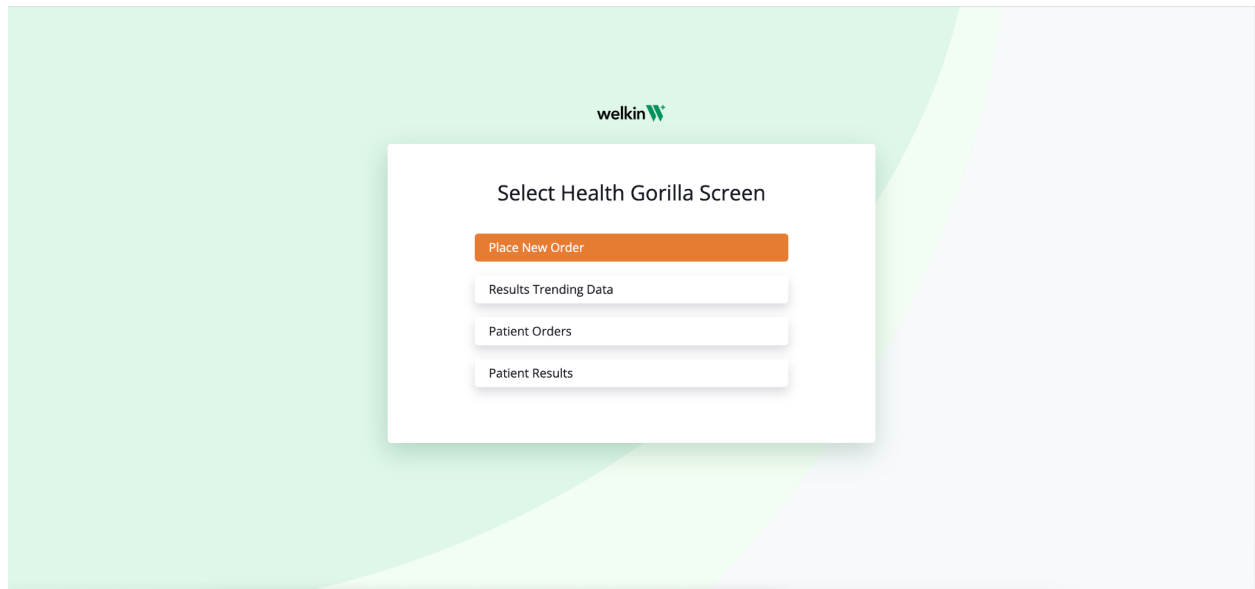 welkin
Select Health Gorilla Screen
Place New Order
Results Trending Data
Patient Orders
Patient Results